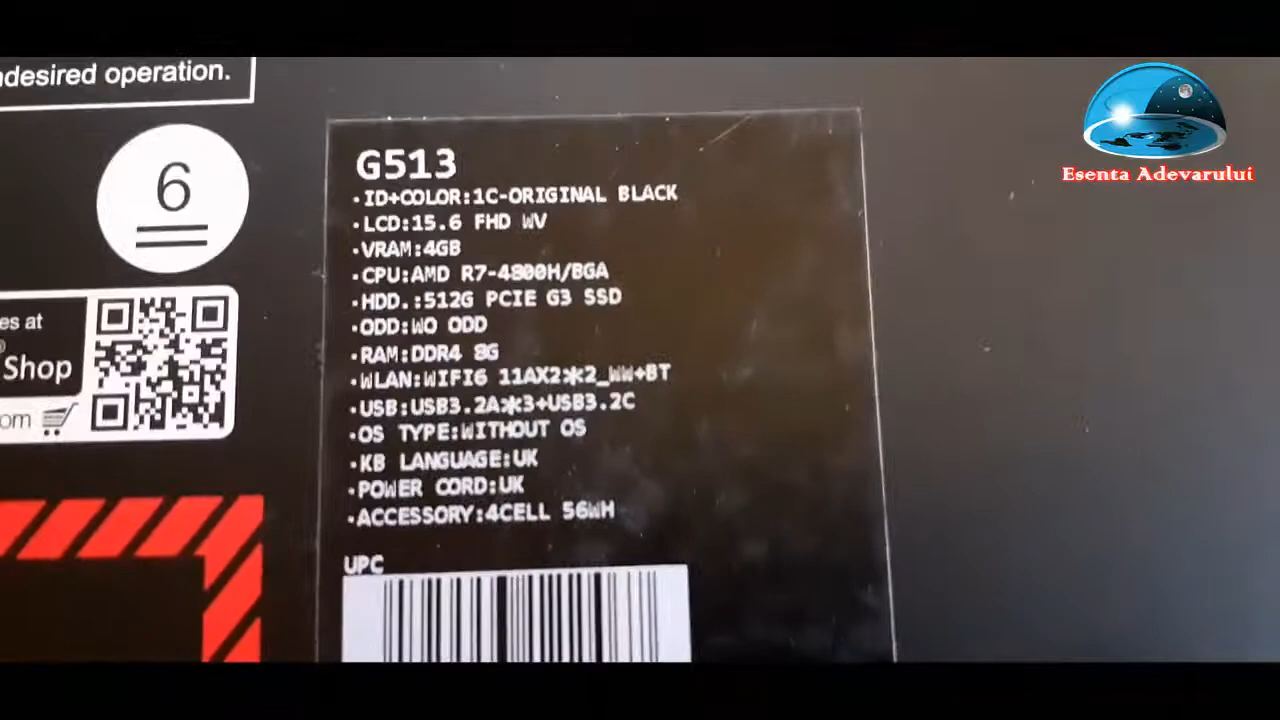 desired operation.
6
es at
Shop
om
G513
·ID+COLOR:1C-ORIGINAL BLACK
·LCD:15.6 FHD WV
·VRAM:4GB
·CPU:AMD R7-4800H/BGA
·HDD.:512G PCIE G3 SSD
·ODD:WO ODD
·RAM:DDR4 8G
·WLAN:WIFI6 11AX2*2_WW+BT
·USB:USB3.2A*3+USB3.2C
·OS TYPE:WITHOUT OS
·KB LANGUAGE:UK
·POWER CORD:UK
·ACCESSORY:4CELL 56WH
UPC
Esenta Adevarului